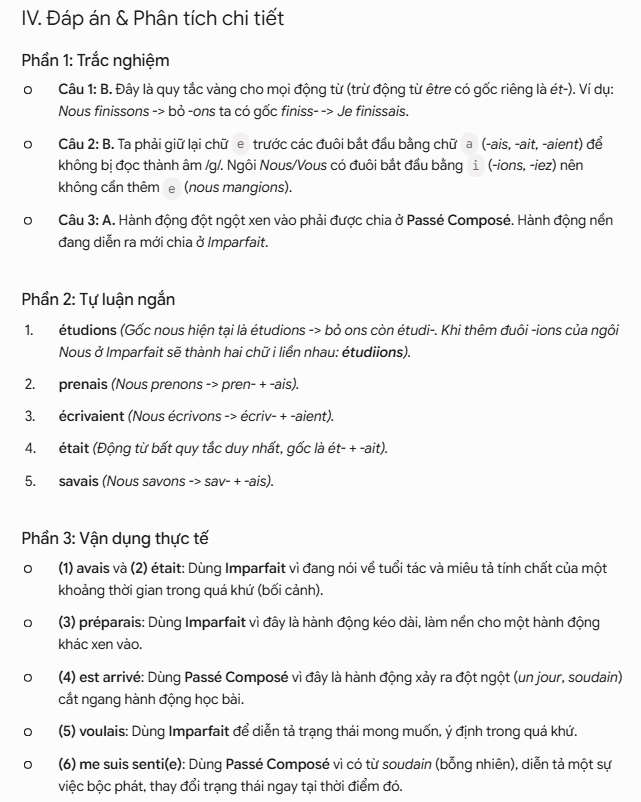 IV. Đáp án & Phân tích chi tiết
Phần 1: Trắc nghiệm
Câu 1: B. Đây là quy tắc vàng cho mọi động từ (trừ động từ être có gốc riêng là ét-). Ví dụ:
Nous finissons -> bỏ -ons ta có gốc finiss- -> Je finissais.
Câu 2: B. Ta phải giữ lại chữ e trước các đuôi bắt đầu bằng chữ a (-ais, -ait, -aient) để
không bị đọc thành âm /g/. Ngôi Nous/Vous có đuôi bắt đầu bằng i (-ions, -iez) nên
không cần thêm e (nous mangions).
Câu 3: A. Hành động đột ngột xen vào phải được chia ở Passé Composé. Hành động nền
đang diễn ra mới chia ở Imparfait.
Phần 2: Tự luận ngắn
1. étudions (Gốc nous hiện tại là étudions -> bỏ ons còn étudi-. Khi thêm đuôi -ions của ngôi
Nous ở Imparfait sẽ thành hai chữ i liền nhau: étudiions).
2. prenais (Nous prenons -> pren- + -ais).
3. écrivaient (Nous écrivons -> écriv- + -aient).
4. était (Động từ bất quy tắc duy nhất, gốc là ét- + -ait).
5. savais (Nous savons -> sav- + -ais).
Phần 3: Vận dụng thực tế
(1) avais và (2) était: Dùng Imparfait vì đang nói về tuổi tác và miêu tả tính chất của một
khoảng thời gian trong quá khứ (bối cảnh).
(3) préparais: Dùng Imparfait vì đây là hành động kéo dài, làm nền cho một hành động
khác xen vào.
(4) est arrivé: Dùng Passé Composé vì đây là hành động xảy ra đột ngột (un jour, soudain)
cắt ngang hành động học bài.
(5) voulais: Dùng Imparfait để diễn tả trạng thái mong muốn, ý định trong quá khứ.
(6) me suis senti(e): Dùng Passé Composé vì có từ soudain (bỗng nhiên), diễn tả một sự
việc bộc phát, thay đổi trạng thái ngay tại thời điểm đó.